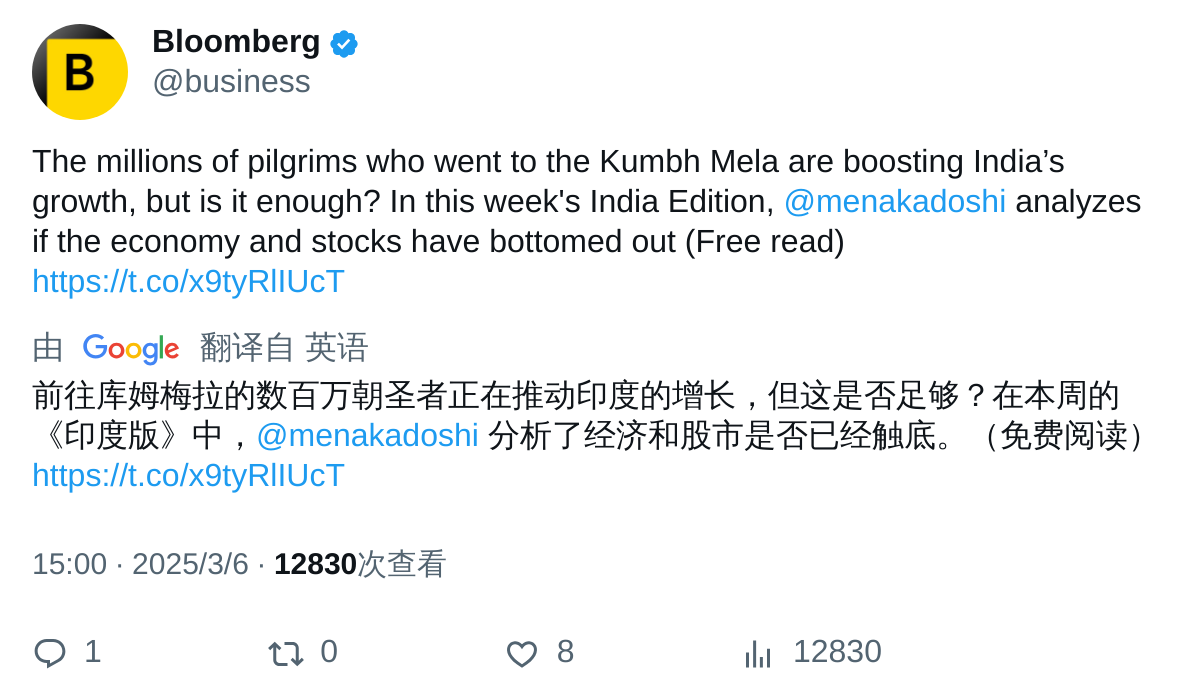 B
Bloomberg
@business
The millions of pilgrims who went to the Kumbh Mela are boosting India’s
growth, but is it enough? In this week's India Edition, @menakadoshi analyzes
if the economy and stocks have bottomed out (Free read)
https://t.co/x9tyRlIUcT
由 Google 翻译自 英语
前往库姆梅拉的数百万朝圣者正在推动印度的增长，但这是否足够？在本周的
《印度版》中，@menakadoshi 分析了经济和股市是否已经触底。（免费阅读）
https://t.co/x9tyRlIUcT
15:00 · 2025/3/6 · 12830次查看
1 0 8 12830